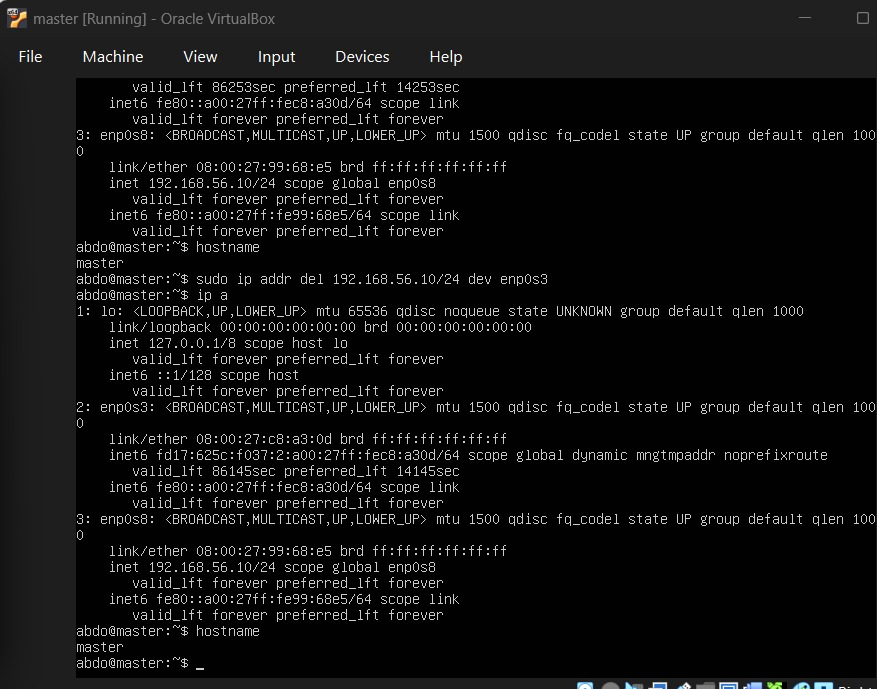 master [Running] - Oracle VirtualBox
File Machine View Input Devices Help
valid_lft 86253sec preferred_lft 14253sec
inet6 fe80::a00:27ff:fec8:a30d/64 scope link
valid_lft forever preferred_lft forever
3: enp0s8: <BROADCAST,MULTICAST,UP,LOWER_UP> mtu 1500 qdisc fq_codel state UP group default qlen 100
0
link/ether 08:00:27:99:68:e5 brd ff:ff:ff:ff:ff:ff
inet 192.168.56.10/24 scope global enp0s8
valid_lft forever preferred_lft forever
inet6 fe80::a00:27ff:fe99:68e5/64 scope link
valid_lft forever preferred_lft forever
abdo@master:~$ hostname
master
abdo@master:~$ sudo ip addr del 192.168.56.10/24 dev enp0s3
abdo@master:~$ ip a
1: lo: <LOOPBACK,UP,LOWER_UP> mtu 65536 qdisc noqueue state UNKNOWN group default qlen 1000
link/loopback 00:00:00:00:00:00 brd 00:00:00:00:00:00
inet 127.0.0.1/8 scope host lo
valid_lft forever preferred_lft forever
inet6 ::1/128 scope host
valid_lft forever preferred_lft forever
2: enp0s3: <BROADCAST,MULTICAST,UP,LOWER_UP> mtu 1500 qdisc fq_codel state UP group default qlen 100
0
link/ether 08:00:27:c8:a3:0d brd ff:ff:ff:ff:ff:ff
inet6 fd17:625c:f037:2:a00:27ff:fec8:a30d/64 scope global dynamic mngtmpaddr noprefixroute
valid_lft 86145sec preferred_lft 14145sec
inet6 fe80::a00:27ff:fec8:a30d/64 scope link
valid_lft forever preferred_lft forever
3: enp0s8: <BROADCAST,MULTICAST,UP,LOWER_UP> mtu 1500 qdisc fq_codel state UP group default qlen 100
0
link/ether 08:00:27:99:68:e5 brd ff:ff:ff:ff:ff:ff
inet 192.168.56.10/24 scope global enp0s8
valid_lft forever preferred_lft forever
inet6 fe80::a00:27ff:fe99:68e5/64 scope link
valid_lft forever preferred_lft forever
abdo@master:~$ hostname
master
abdo@master:~$ _